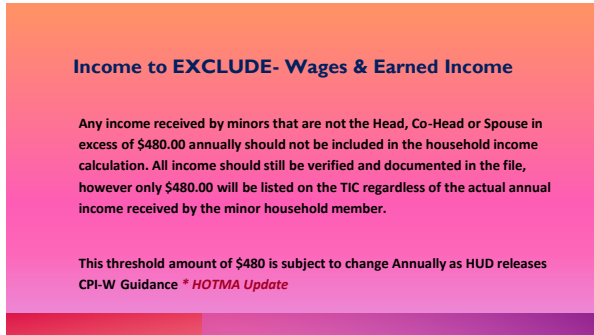 Income to EXCLUDE- Wages & Earned Income
Any income received by minors that are not the Head, Co-Head or Spouse in
excess of $480.00 annually should not be included in the household income
calculation. All income should still be verified and documented in the file,
however only $480.00 will be listed on the TIC regardless of the actual annual
income received by the minor household member.
This threshold amount of $480 is subject to change Annually as HUD releases
CPI-W Guidance * HOTMA Update